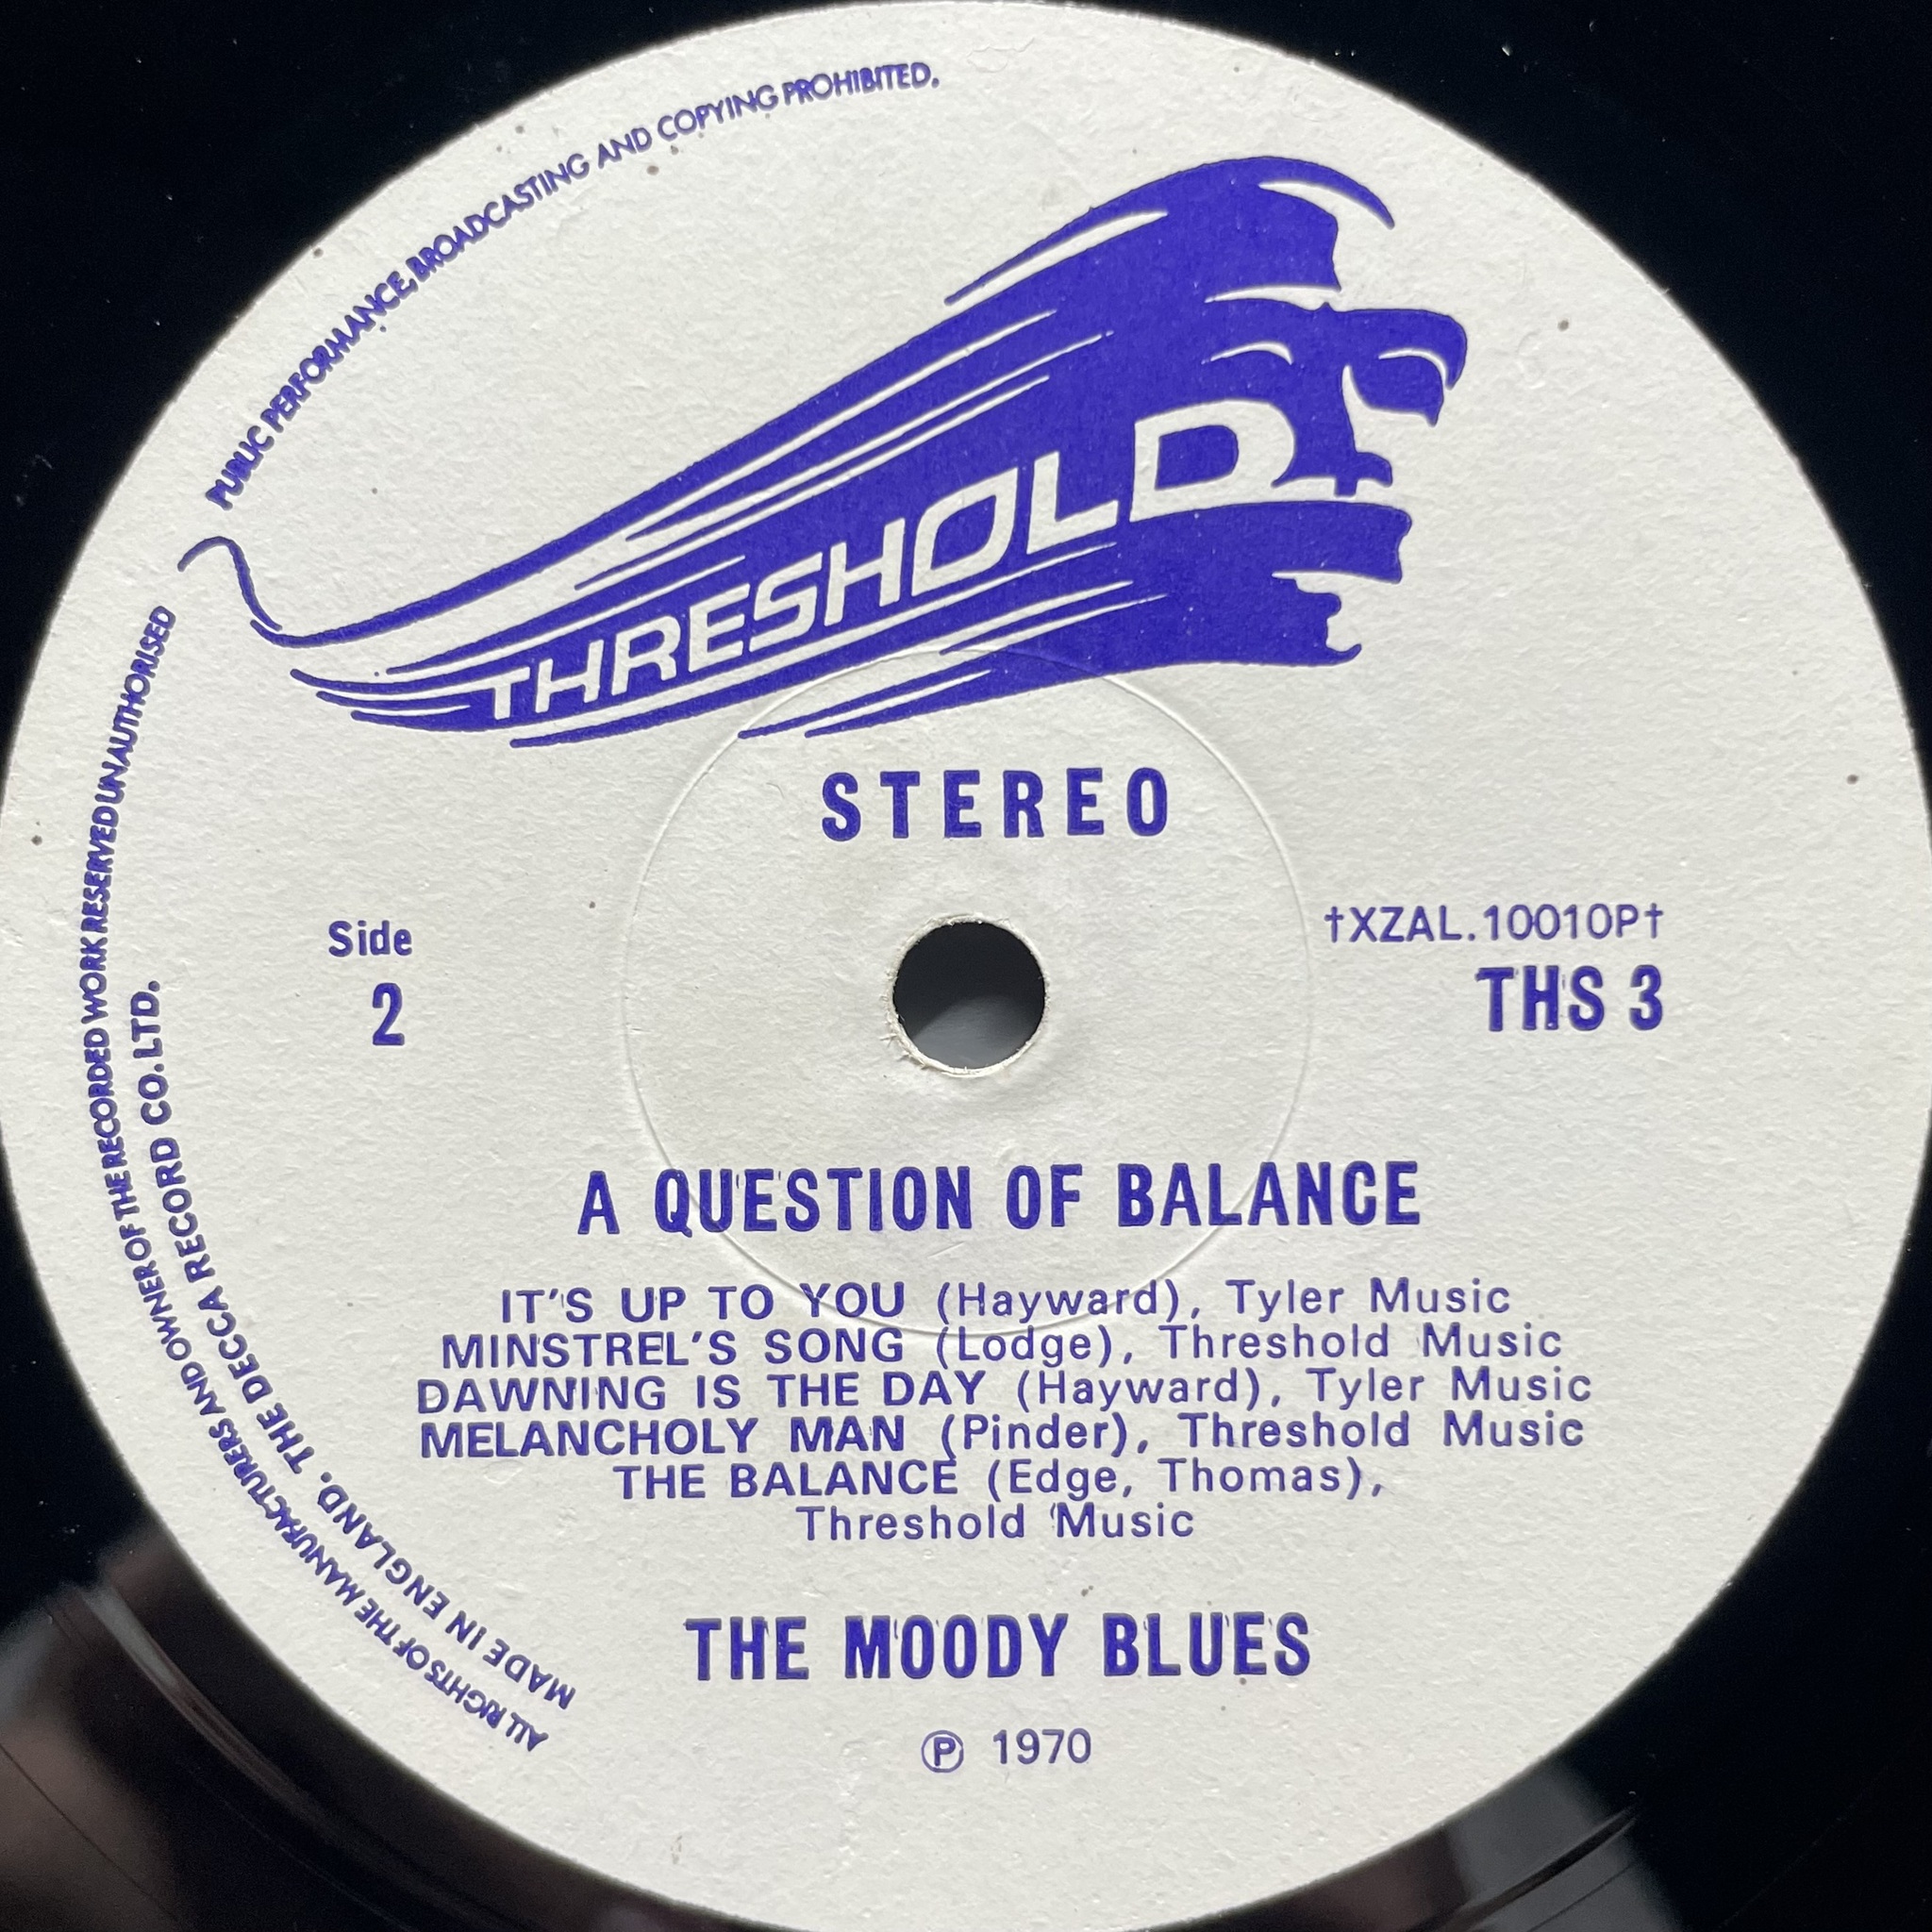 ALL RIGHTS OF THE MANUFACTURERS AND OWNER OF THE RECORDED WORK RESERVED UNAUTHORISED
PUBLIC PERFORMANCE, BROADCASTING AND COPYING PROHIBITED.
MADE IN ENGLAND. THE DECCA RECORD CO. LTD.
THRESHOLD
STEREO
Side
2
†XZAL.10010P†
THS 3
A QUESTION OF BALANCE
IT'S UP TO YOU (Hayward), Tyler Music
MINSTREL'S SONG (Lodge), Threshold Music
DAWNING IS THE DAY (Hayward), Tyler Music
MELANCHOLY MAN (Pinder), Threshold Music
THE BALANCE (Edge, Thomas),
Threshold Music
THE MOODY BLUES
℗ 1970